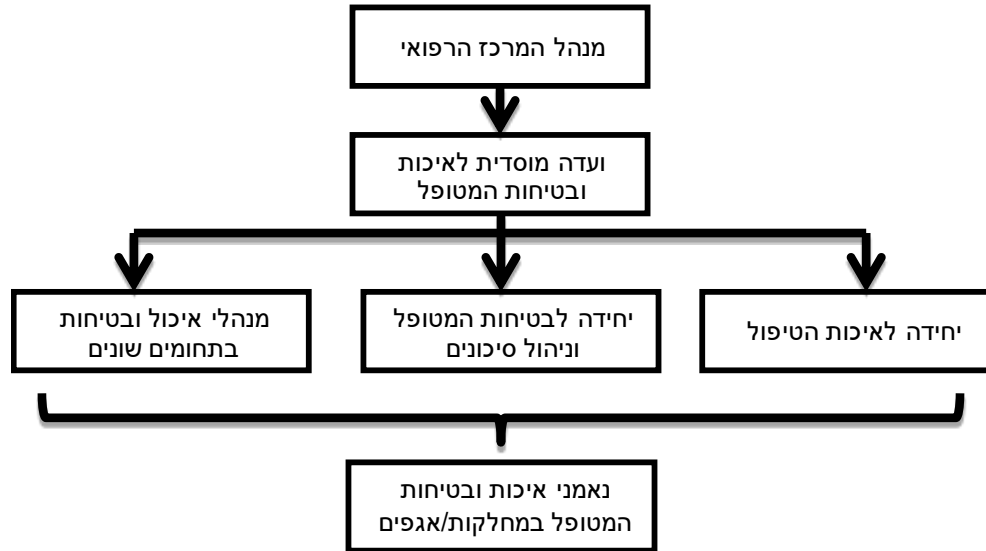 מנהל המרכז הרפואי
ועדה מוסדית לאיכות
ובטיחות המטופל
יחידה לאיכות הטיפול
יחידה לבטיחות המטופל
וניהול סיכונים
מנהלי איכול ובטיחות
בתחומים שונים
נאמני איכות ובטיחות
המטופל במחלקות/אגפים